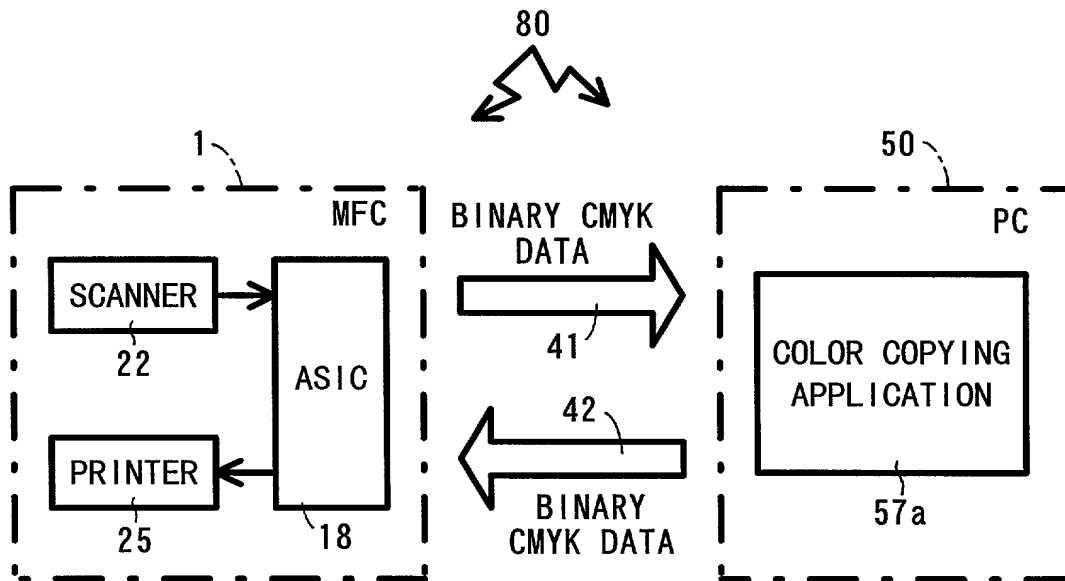 80
1
50
MFC
BINARY CMYK
DATA
PC
SCANNER
22
41
ASIC
COLOR COPYING
APPLICATION
42
PRINTER
25
18
BINARY
CMYK DATA
57a